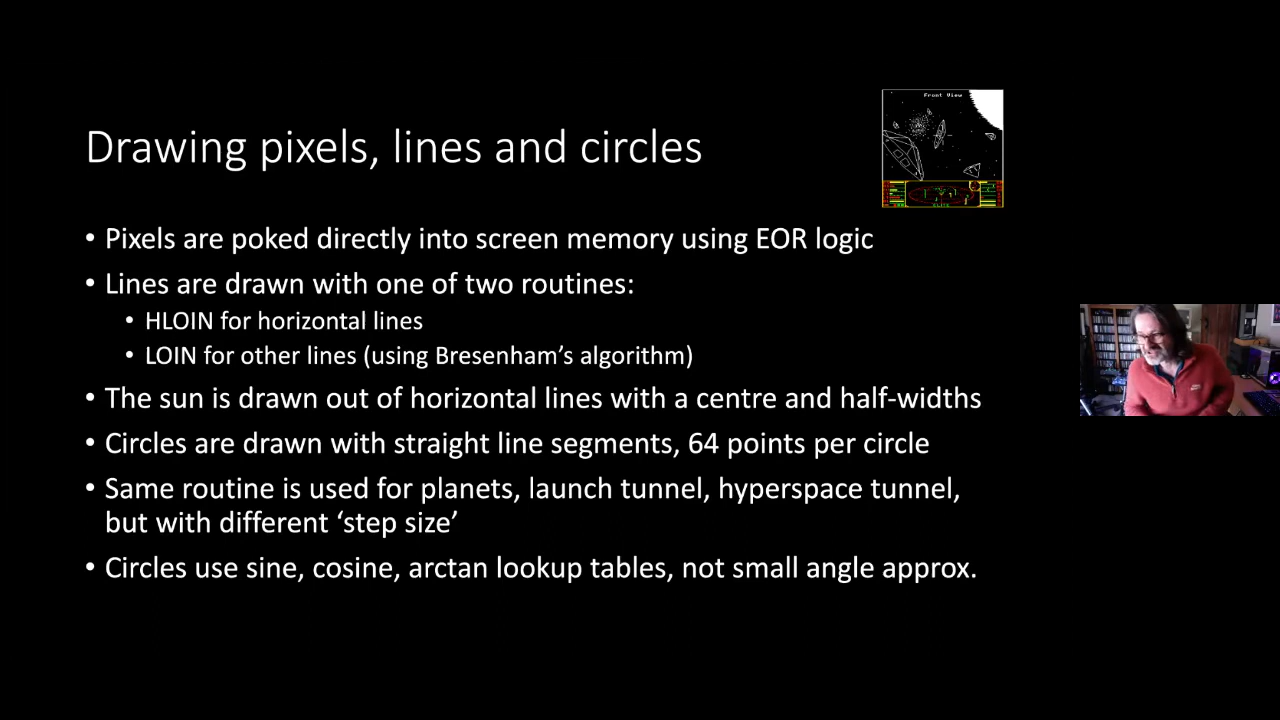 Front View
Drawing pixels, lines and circles
• Pixels are poked directly into screen memory using EOR logic
• Lines are drawn with one of two routines:
• HLOIN for horizontal lines
• LOIN for other lines (using Bresenham’s algorithm)
• The sun is drawn out of horizontal lines with a centre and half-widths
• Circles are drawn with straight line segments, 64 points per circle
• Same routine is used for planets, launch tunnel, hyperspace tunnel,
but with different ‘step size’
• Circles use sine, cosine, arctan lookup tables, not small angle approx.